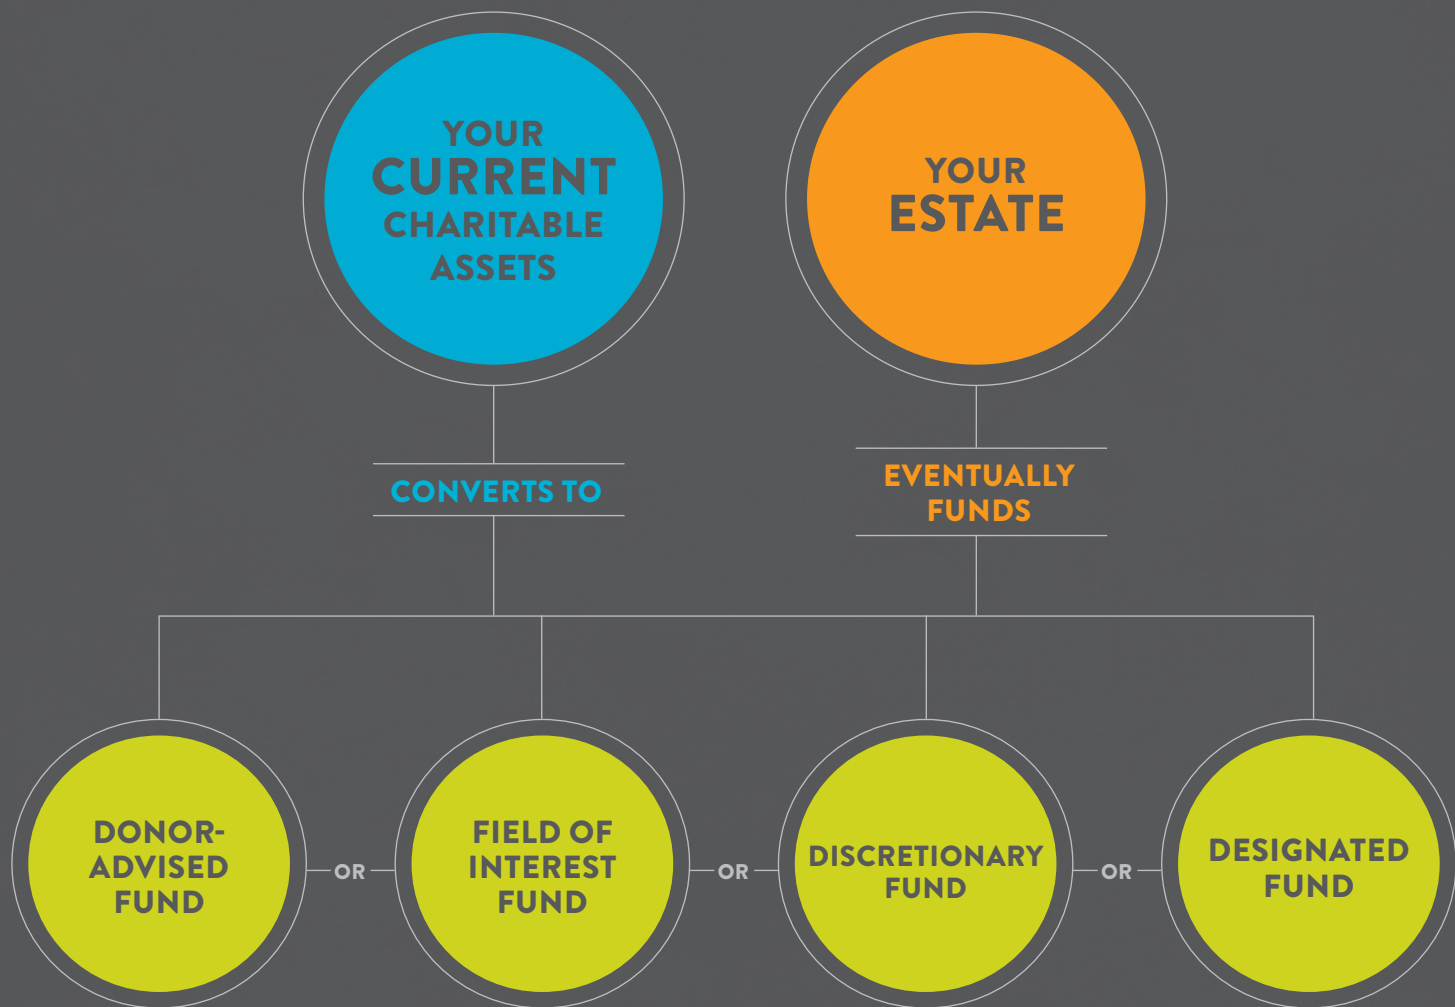 YOUR
CURRENT
CHARITABLE
ASSETS
YOUR
ESTATE
CONVERTS TO
EVENTUALLY
FUNDS
DONOR-
ADVISED
FUND
OR
FIELD OF
INTEREST
FUND
OR
DISCRETIONARY
FUND
OR
DESIGNATED
FUND